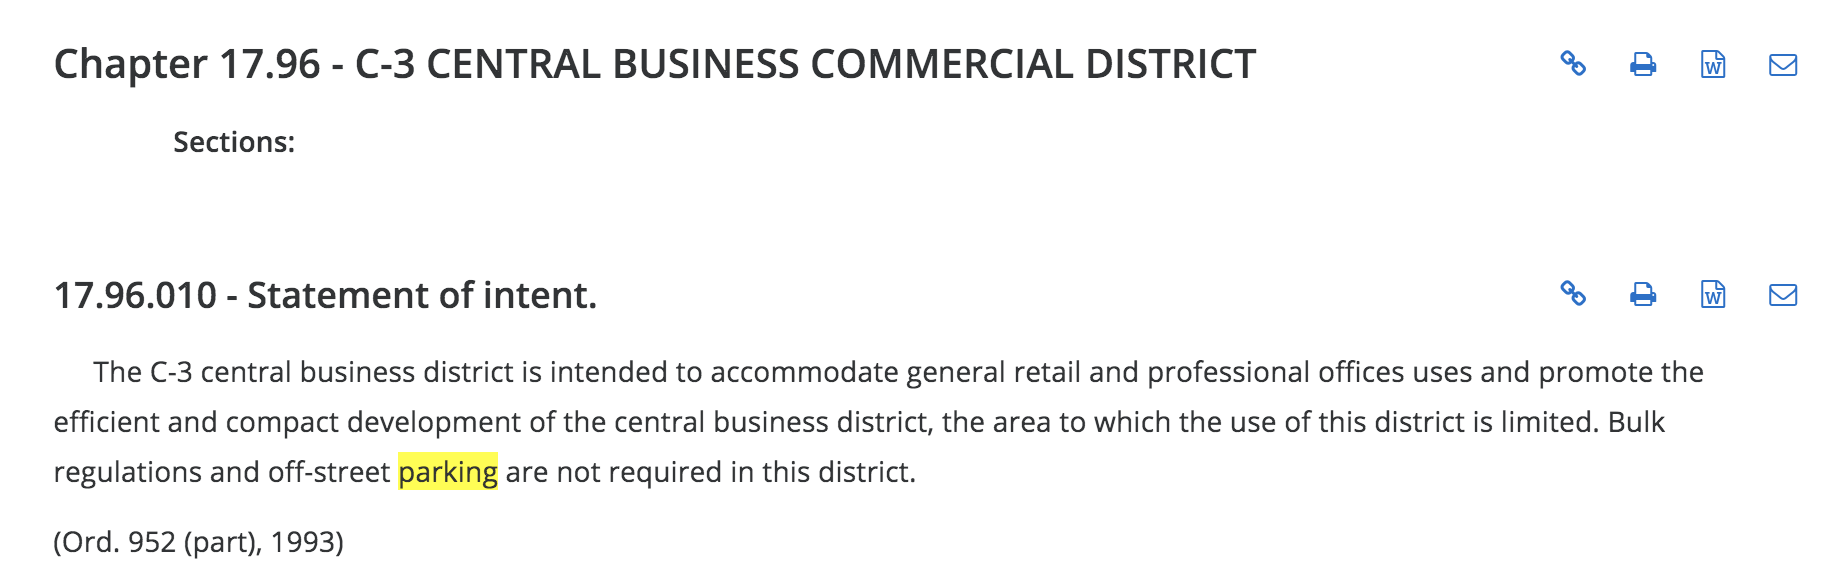 Chapter 17.96 - C-3 CENTRAL BUSINESS COMMERCIAL DISTRICT
Sections:
17.96.010 - Statement of intent.
The C-3 central business district is intended to accommodate general retail and professional offices uses and promote the
efficient and compact development of the central business district, the area to which the use of this district is limited. Bulk
regulations and off-street parking are not required in this district.
(Ord. 952 (part), 1993)